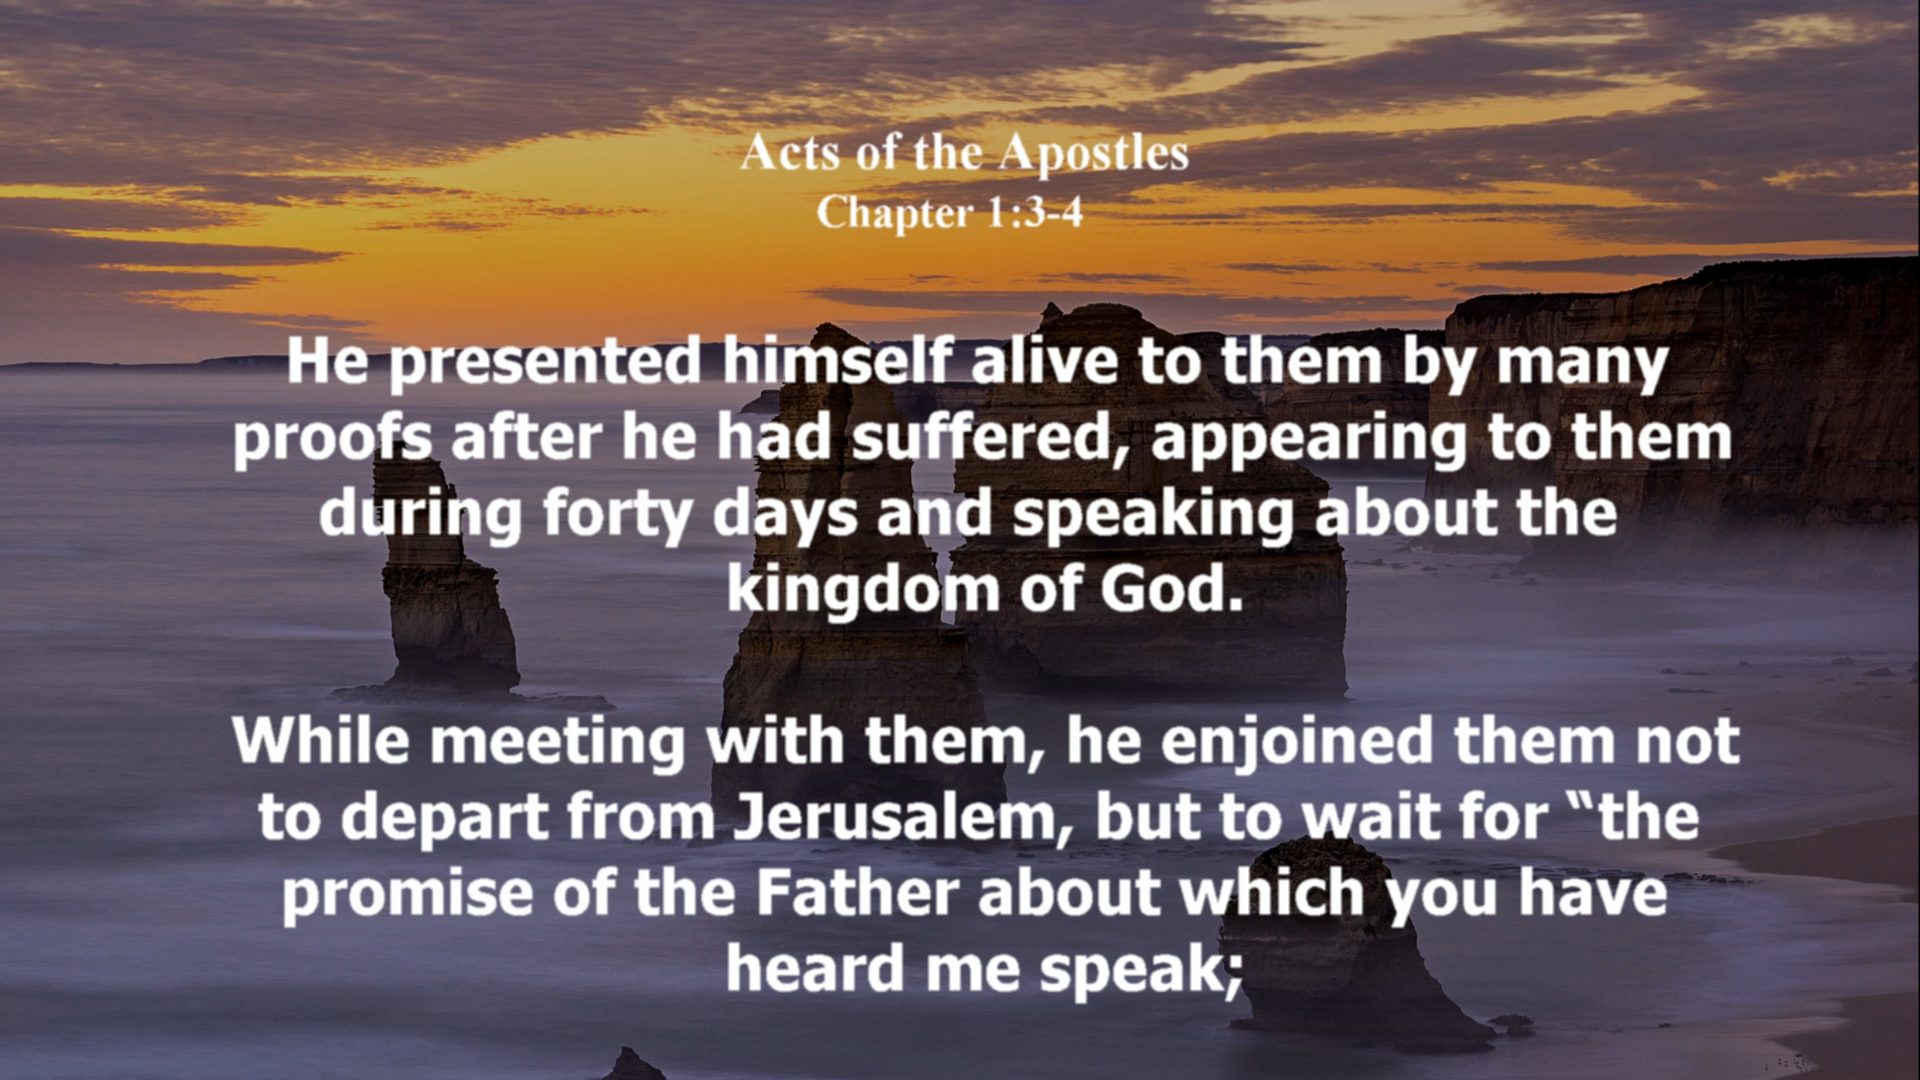 Acts of the Apostles
Chapter 1:3-4
He presented himself alive to them by many
proofs after he had suffered, appearing to them
during forty days and speaking about the
kingdom of God.
While meeting with them, he enjoined them not
to depart from Jerusalem, but to wait for “the
promise of the Father about which you have
heard me speak;